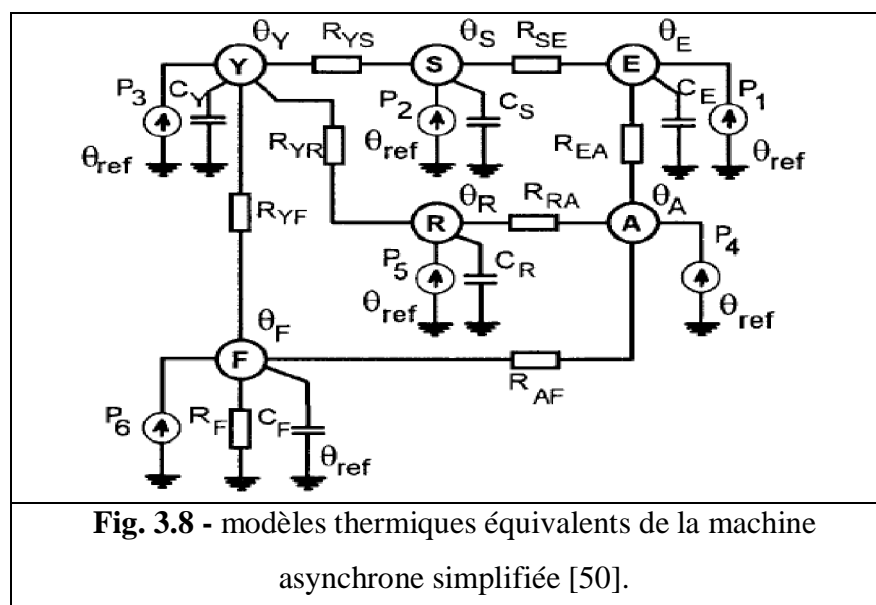 θY RYS θS RSE θE
Y S E
P3 CY P2 CS CE P1
θref RYR θref REA θref
θR RRA θA
RYF R A
P5 CR P4
θref θref
θF
F
RAF
P6 RF CF
θref
Fig. 3.8 - modèles thermiques équivalents de la machine
asynchrone simplifiée [50].